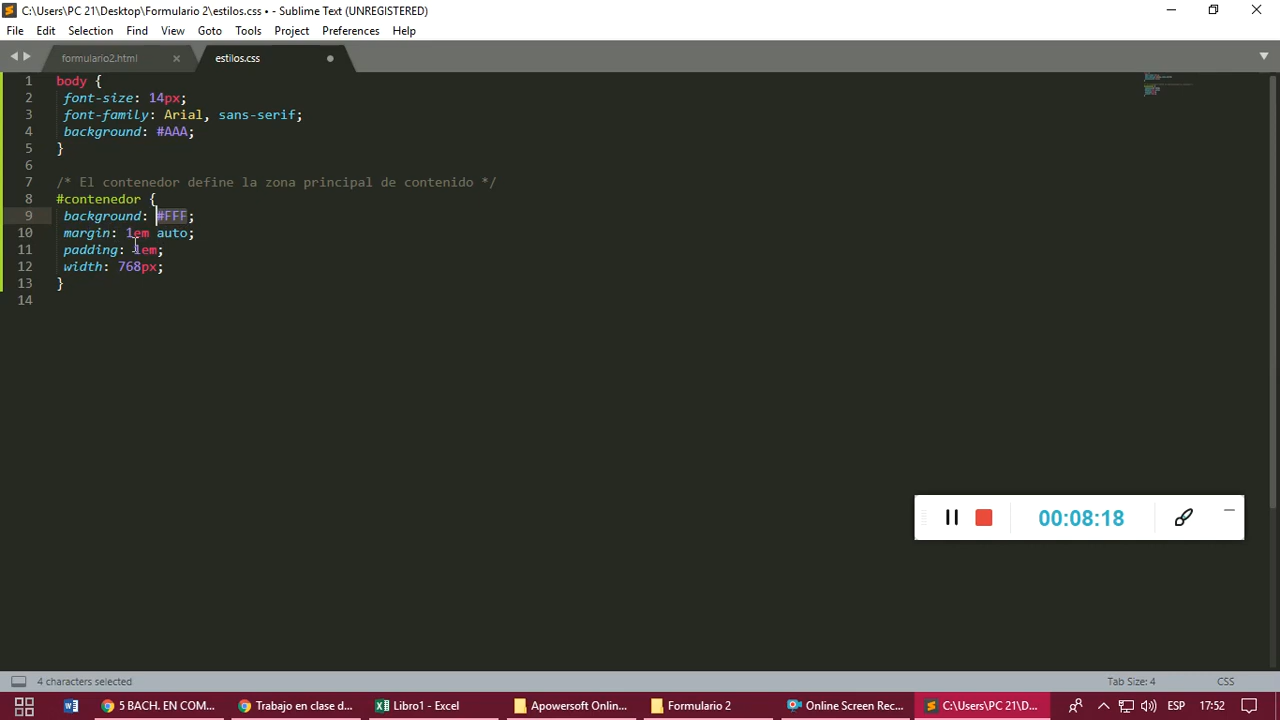 C:\Users\PC 21\Desktop\Formulario 2\estilos.css • - Sublime Text (UNREGISTERED)
File Edit Selection Find View Goto Tools Project Preferences Help
formulario2.html × estilos.css
1 body {
2 font-size: 14px;
3 font-family: Arial, sans-serif;
4 background: #AAA;
5 }
6
7 /* El contenedor define la zona principal de contenido */
8 #contenedor {
9 background: #FFF;
10 margin: 1em auto;
11 padding: 1em;
12 width: 768px;
13 }
14
00:08:18
4 characters selected Tab Size: 4 CSS
5 BACH. EN COM... Trabajo en clase d... Libro1 - Excel Apowersoft Onlin... Formulario 2 Online Screen Rec... C:\Users\PC 21\D... ESP 17:52